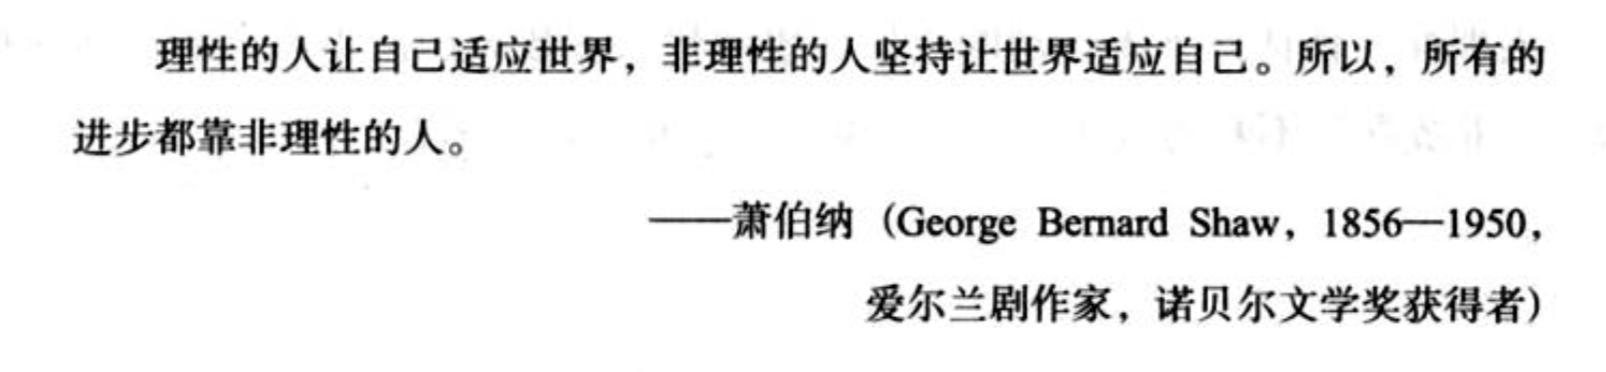 理性的人让自己适应世界，非理性的人坚持让世界适应自己。所以，所有的
进步都靠非理性的人。
——萧伯纳（George Bernard Shaw，1856—1950，
爱尔兰剧作家，诺贝尔文学奖获得者）